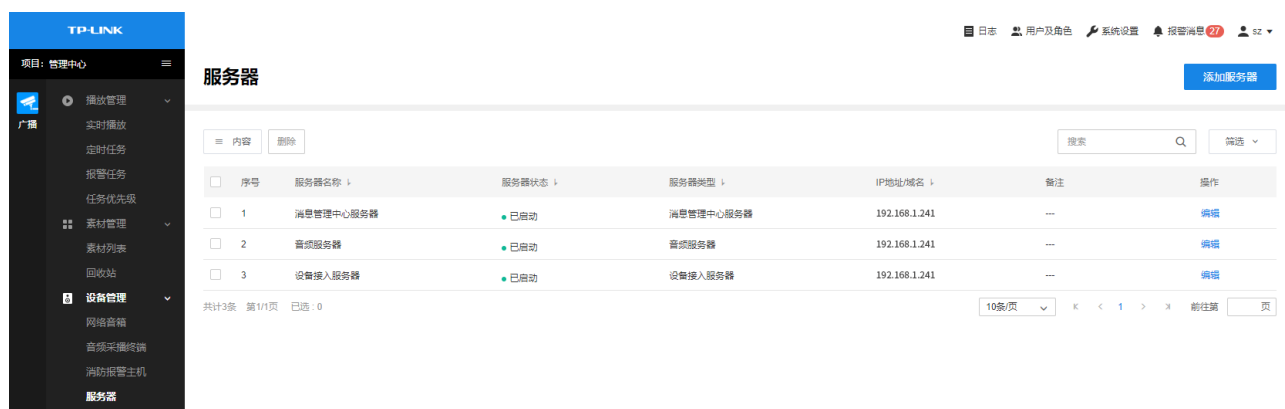 TP-LINK
日志 用户及角色 系统设置 报警消息 27 sz
项目: 管理中心
服务器
添加服务器
广播
播放管理
实时播放
定时任务
报警任务
任务优先级
素材管理
素材列表
回收站
设备管理
网络音箱
音频采播终端
消防报警主机
服务器
内容 删除 搜索 筛选
序号 服务器名称 服务器状态 服务器类型 IP地址/域名 备注 操作
1 消息管理中心服务器 已启动 消息管理中心服务器 192.168.1.241 --- 编辑
2 音频服务器 已启动 音频服务器 192.168.1.241 --- 编辑
3 设备接入服务器 已启动 设备接入服务器 192.168.1.241 --- 编辑
共计3条 第1/1页 已选 : 0 10条/页 1 前往第 页